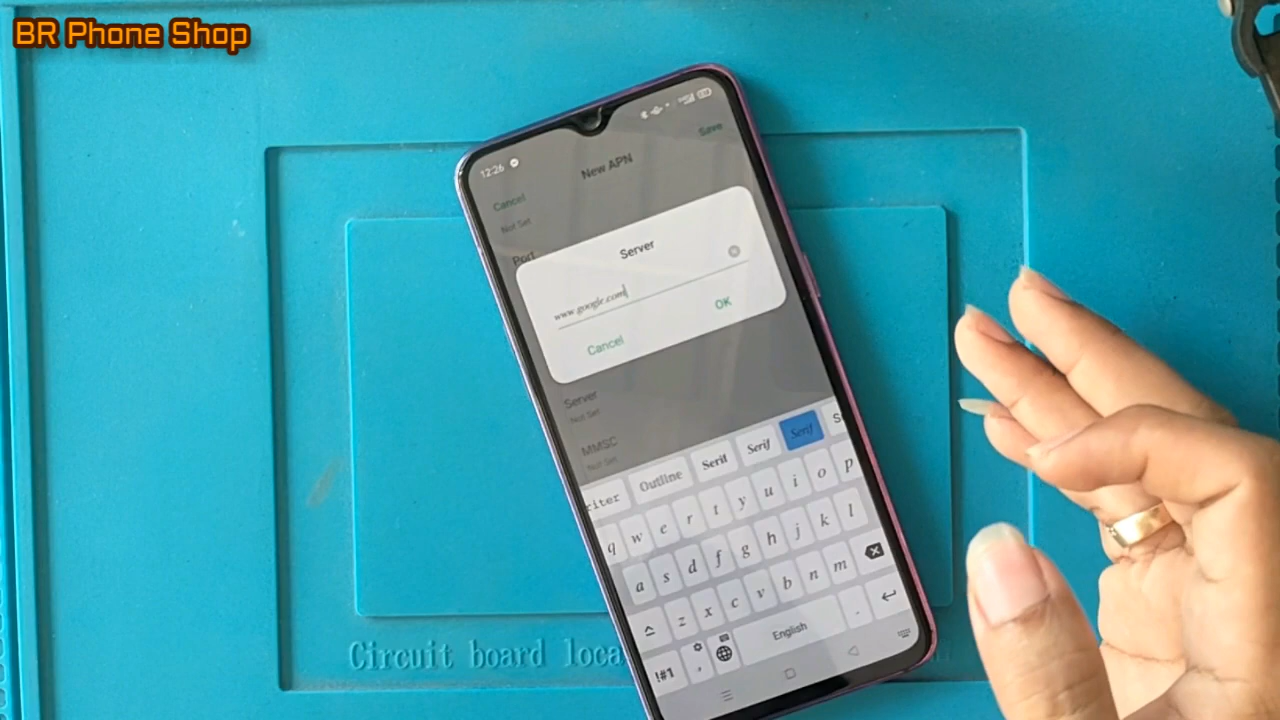 BR Phone Shop
12:26
Save
New APN
Cancel
Not Set
Port
Server
www.google.com
OK
Cancel
Server
Not Set
MMSC
Not Set
Outline Serif Serif Serif S
q w e r t y u i o p
a s d f g h j k l
z x c v b n m
!#1 , English .
Circuit board loca